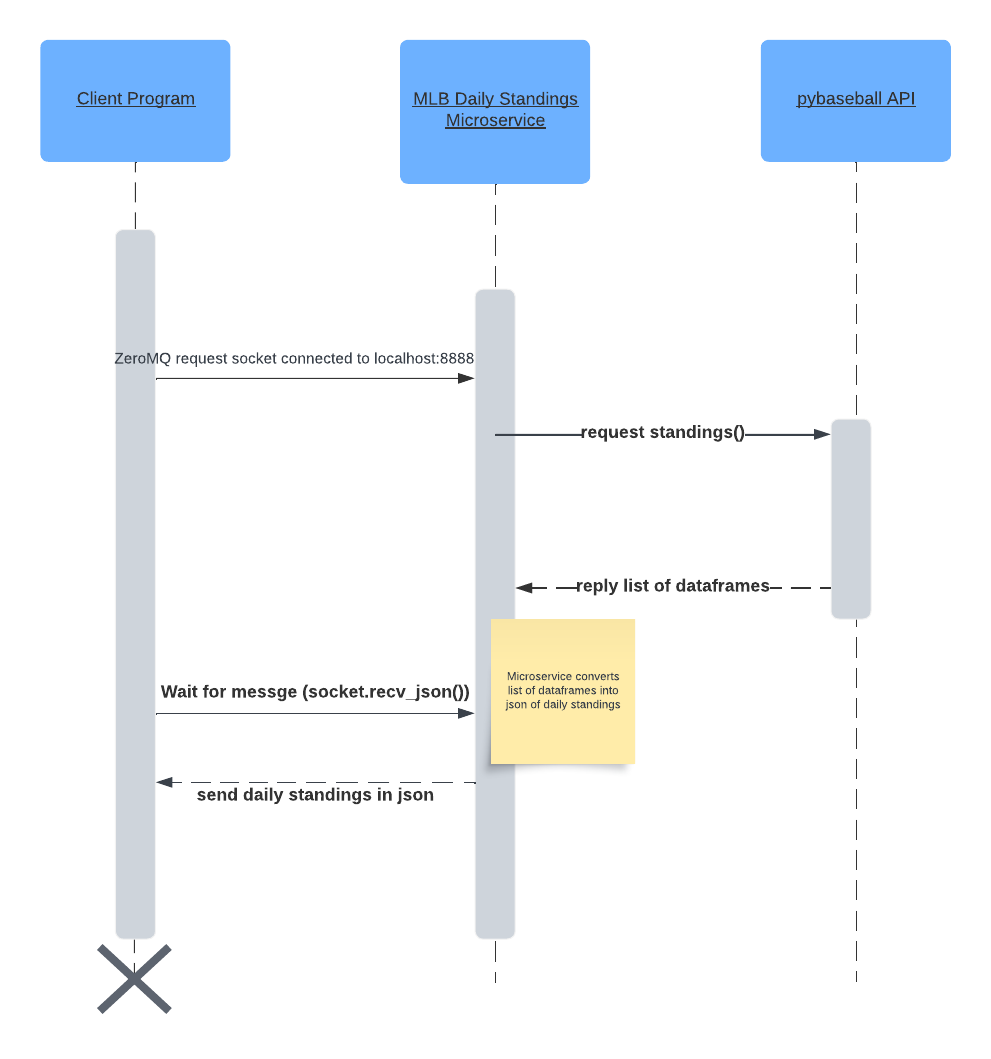 Client Program
MLB Daily Standings
Microservice
pybaseball API
ZeroMQ request socket connected to localhost:8888
request standings()
reply list of dataframes
Microservice converts
list of dataframes into
json of daily standings
Wait for messge (socket.recv_json())
send daily standings in json